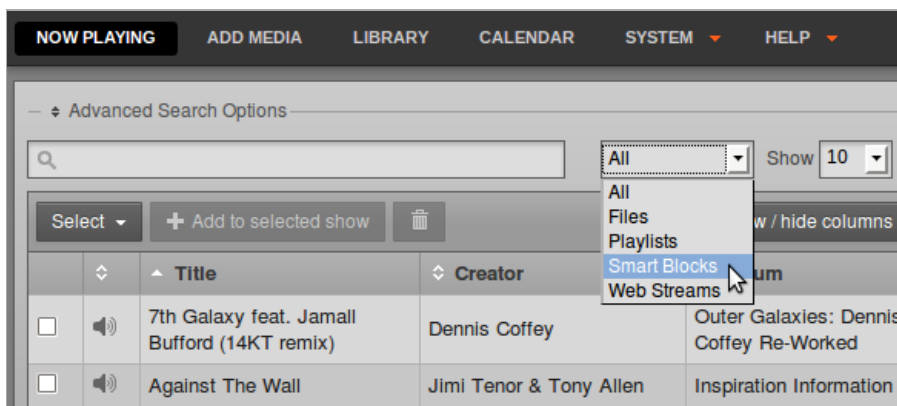 NOW PLAYING ADD MEDIA LIBRARY CALENDAR SYSTEM HELP
Advanced Search Options
All Show 10
All
Files
Playlists
Smart Blocks
Web Streams
Select + Add to selected show / hide columns
Title Creator
7th Galaxy feat. Jamall
Bufford (14KT remix)
Dennis Coffey
Outer Galaxies: Dennis
Coffey Re-Worked
Against The Wall Jimi Tenor & Tony Allen Inspiration Information